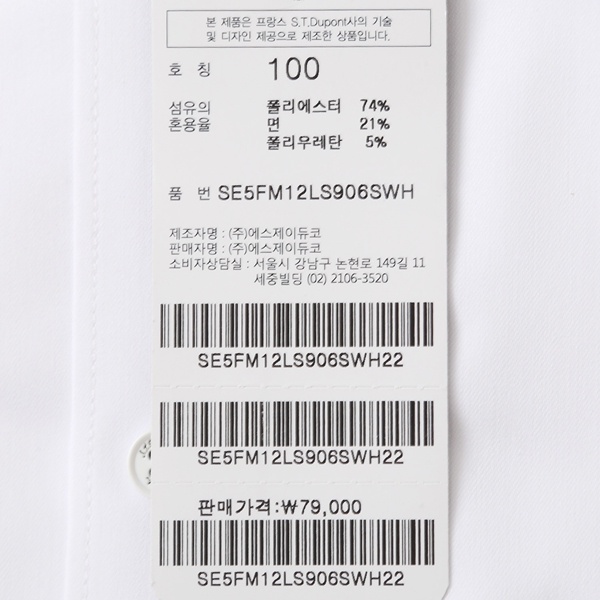 본 제품은 프랑스 S.T.Dupont사의 기술
및 디자인 제공으로 제조한 상품입니다.
호 칭 100
섬유의 폴리에스터 74%
혼용율 면 21%
폴리우레탄 5%
품 번 SE5FM12LS906SWH
제조자명 : (주)에스제이듀코
판매자명 : (주)에스제이듀코
소비자상담실 : 서울시 강남구 논현로 149길 11
세중빌딩 (02) 2106-3520
SE5FM12LS906SWH22
SE5FM12LS906SWH22
판매가격:₩79,000
SE5FM12LS906SWH22